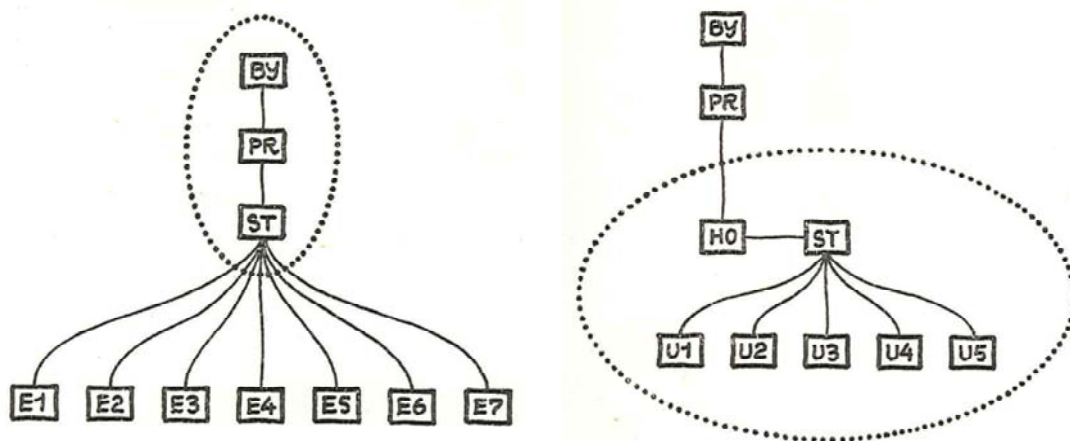 BY
PR
ST
E1 E2 E3 E4 E5 E6 E7
BY
PR
HO ST
U1 U2 U3 U4 U5